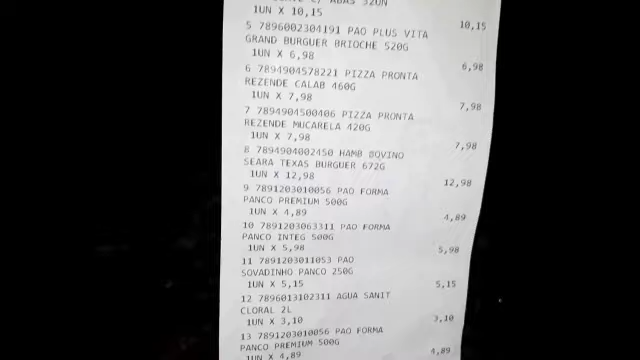 C/ ABAS 32UN
1UN X 10,15 10,15
5 7896002304191 PAO PLUS VITA
GRAND BURGUER BRIOCHE 520G
1UN X 6,98 6,98
6 7894904578221 PIZZA PRONTA
REZENDE CALAB 460G
1UN X 7,98 7,98
7 7894904500406 PIZZA PRONTA
REZENDE MUCARELA 420G
1UN X 7,98 7,98
8 7894904002450 HAMB BOVINO
SEARA TEXAS BURGUER 672G
1UN X 12,98 12,98
9 7891203010056 PAO FORMA
PANCO PREMIUM 500G
1UN X 4,89 4,89
10 7891203063311 PAO FORMA
PANCO INTEG 500G
1UN X 5,98 5,98
11 7891203011053 PAO
SOVADINHO PANCO 250G
1UN X 5,15 5,15
12 7896013102311 AGUA SANIT
CLORAL 2L
1UN X 3,10 3,10
13 7891203010056 PAO FORMA
PANCO PREMIUM 500G
1UN X 4,89 4,89